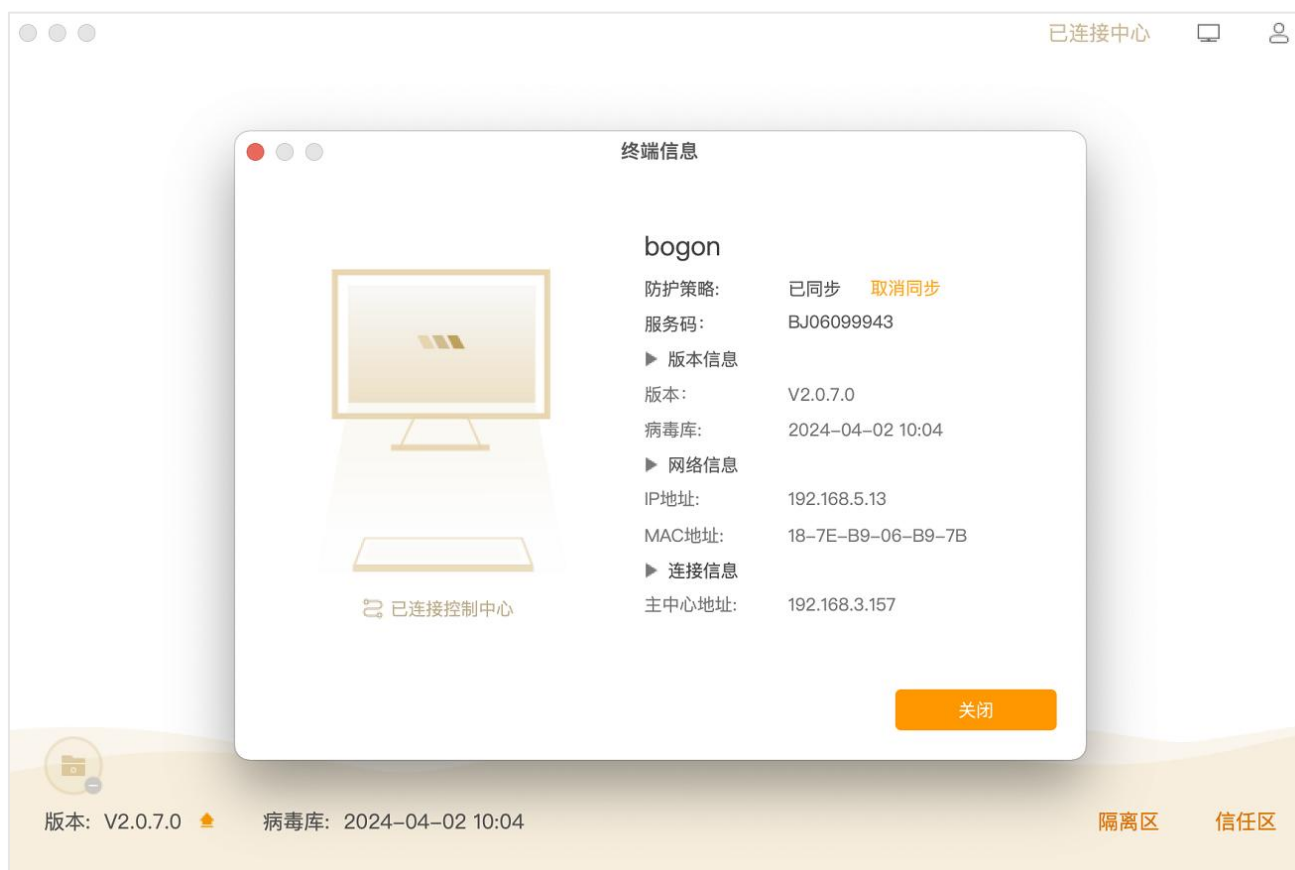 已连接中心
终端信息
bogon
防护策略: 已同步 取消同步
服务码: BJ06099943
▶ 版本信息
版本: V2.0.7.0
病毒库: 2024-04-02 10:04
▶ 网络信息
IP地址: 192.168.5.13
MAC地址: 18-7E-B9-06-B9-7B
▶ 连接信息
主中心地址: 192.168.3.157
已连接控制中心
关闭
版本: V2.0.7.0 病毒库: 2024-04-02 10:04 隔离区 信任区